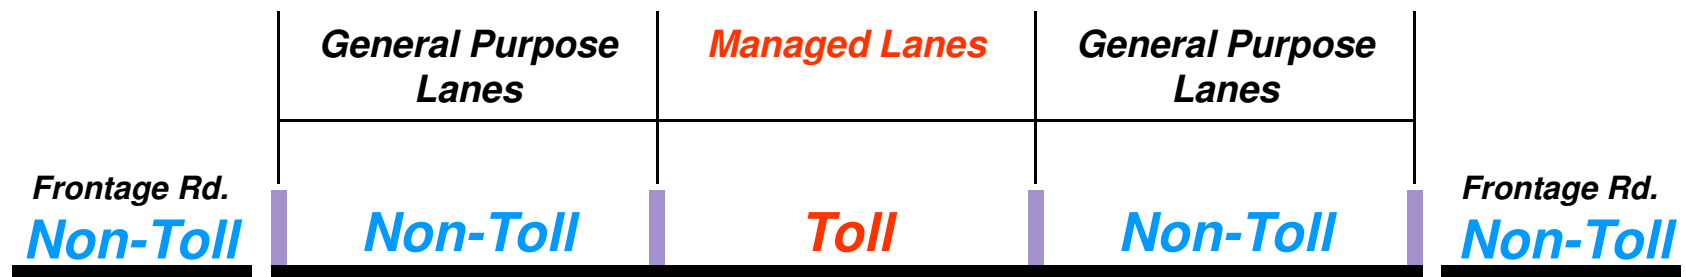 General Purpose
Lanes
Managed Lanes
General Purpose
Lanes
Frontage Rd.
Non-Toll
Non-Toll
Toll
Non-Toll
Frontage Rd.
Non-Toll